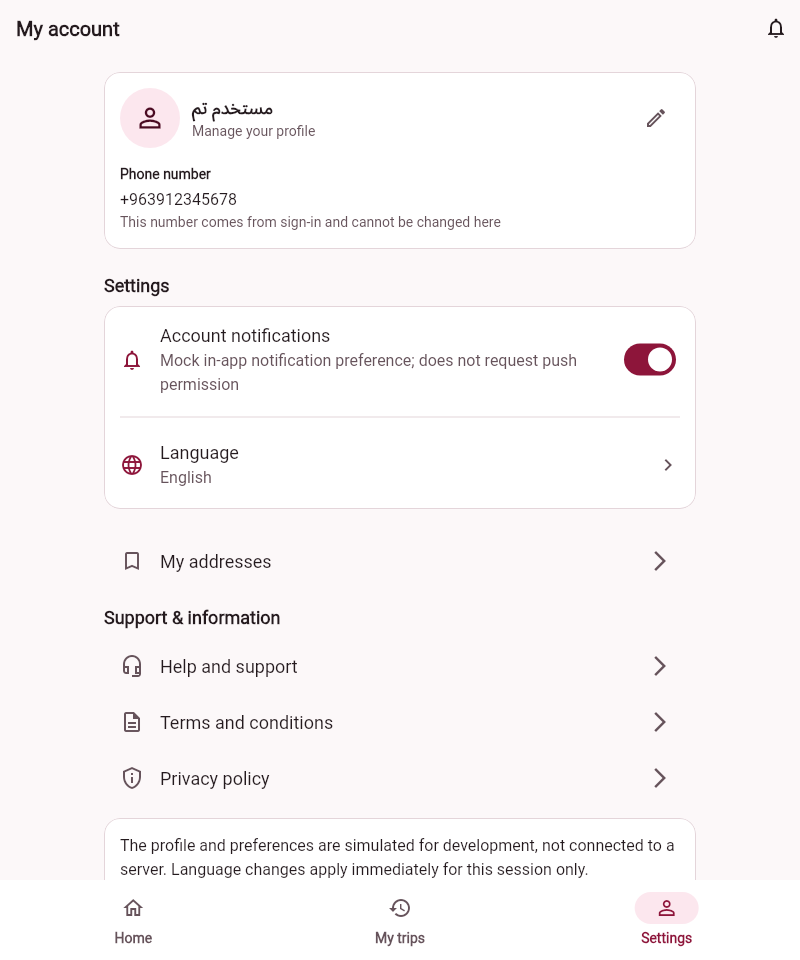 My account
مستخدم تم
Manage your profile
Phone number
+963912345678
This number comes from sign-in and cannot be changed here
Settings
Account notifications
Mock in-app notification preference; does not request push
permission
Language
English
My addresses
Support & information
Help and support
Terms and conditions
Privacy policy
The profile and preferences are simulated for development, not connected to a
server. Language changes apply immediately for this session only.
Home
My trips
Settings